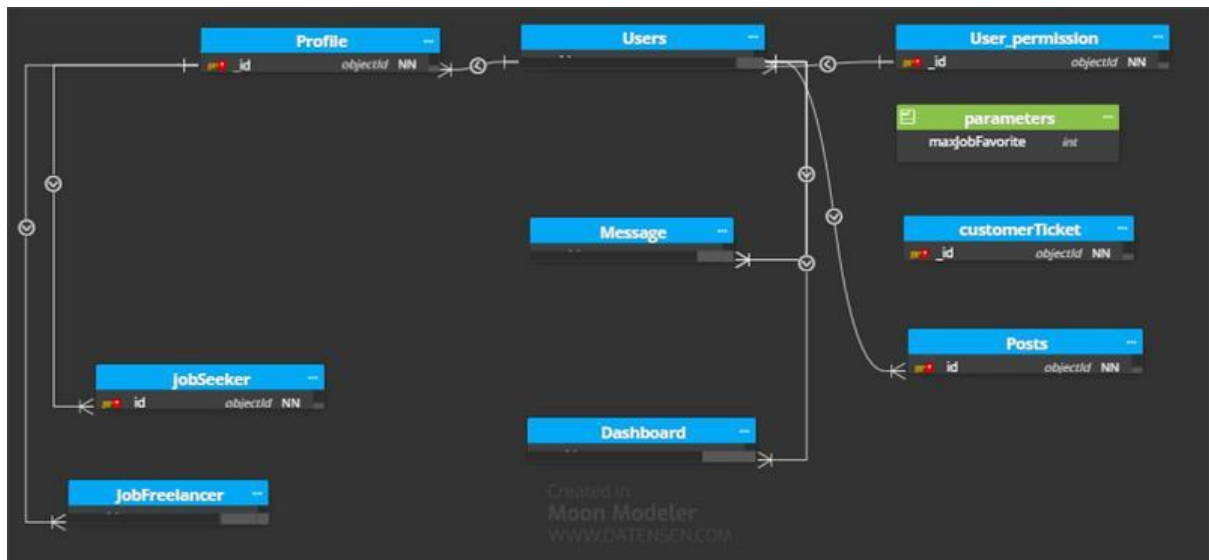 Profile
_id objectId NN
Users
User_permission
_id objectId NN
parameters
maxJobFavorite int
Message
customerTicket
_id objectId NN
Posts
id objectId NN
jobSeeker
id objectId NN
Dashboard
JobFreelancer
Created in
Moon Modeler
WWW.DATENSEN.COM